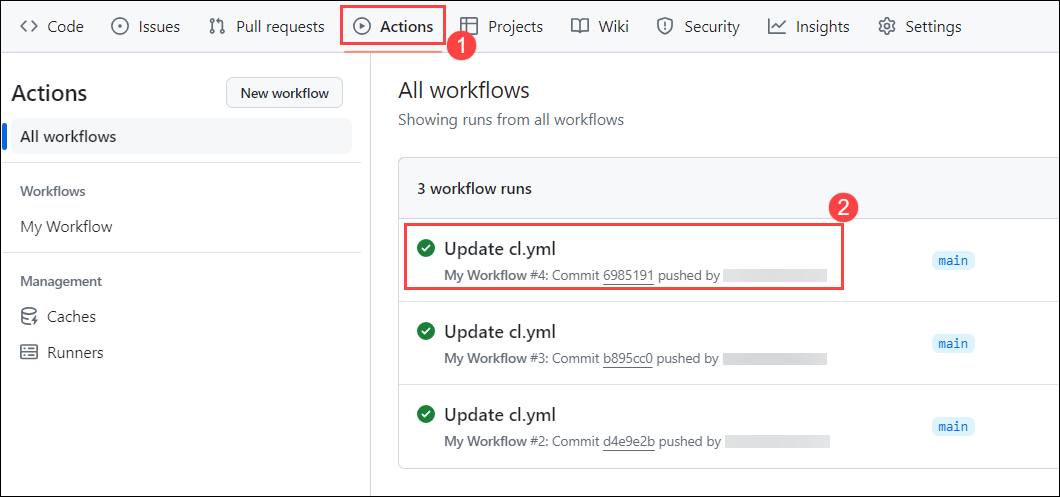 Code Issues Pull requests Actions Projects Wiki Security Insights Settings
1
Actions
New workflow
All workflows
Workflows
My Workflow
Management
Caches
Runners
All workflows
Showing runs from all workflows
3 workflow runs
2
Update cl.yml
My Workflow #4: Commit 6985191 pushed by
main
Update cl.yml
My Workflow #3: Commit b895cc0 pushed by
main
Update cl.yml
My Workflow #2: Commit d4e9e2b pushed by
main